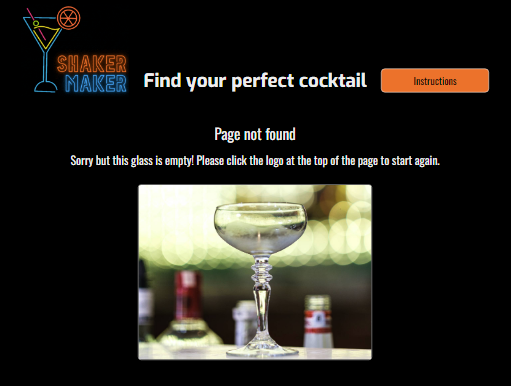 SHAKER
MAKER
Find your perfect cocktail
Instructions
Page not found
Sorry but this glass is empty! Please click the logo at the top of the page to start again.